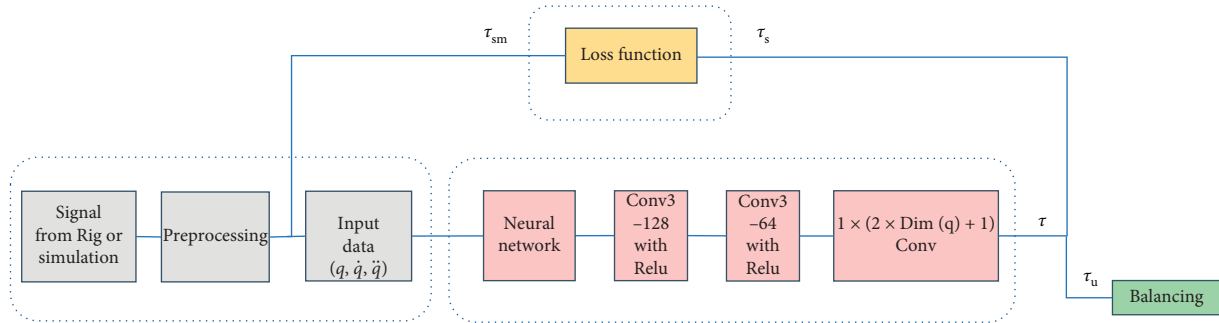 τsm
Loss function
τs
Signal
from Rig or
simulation
Preprocessing
Input
data
(q, q̇, q̈)
Neural
network
Conv3
–128
with
Relu
Conv3
–64
with
Relu
1 × (2 × Dim (q) + 1)
Conv
τ
τu
Balancing